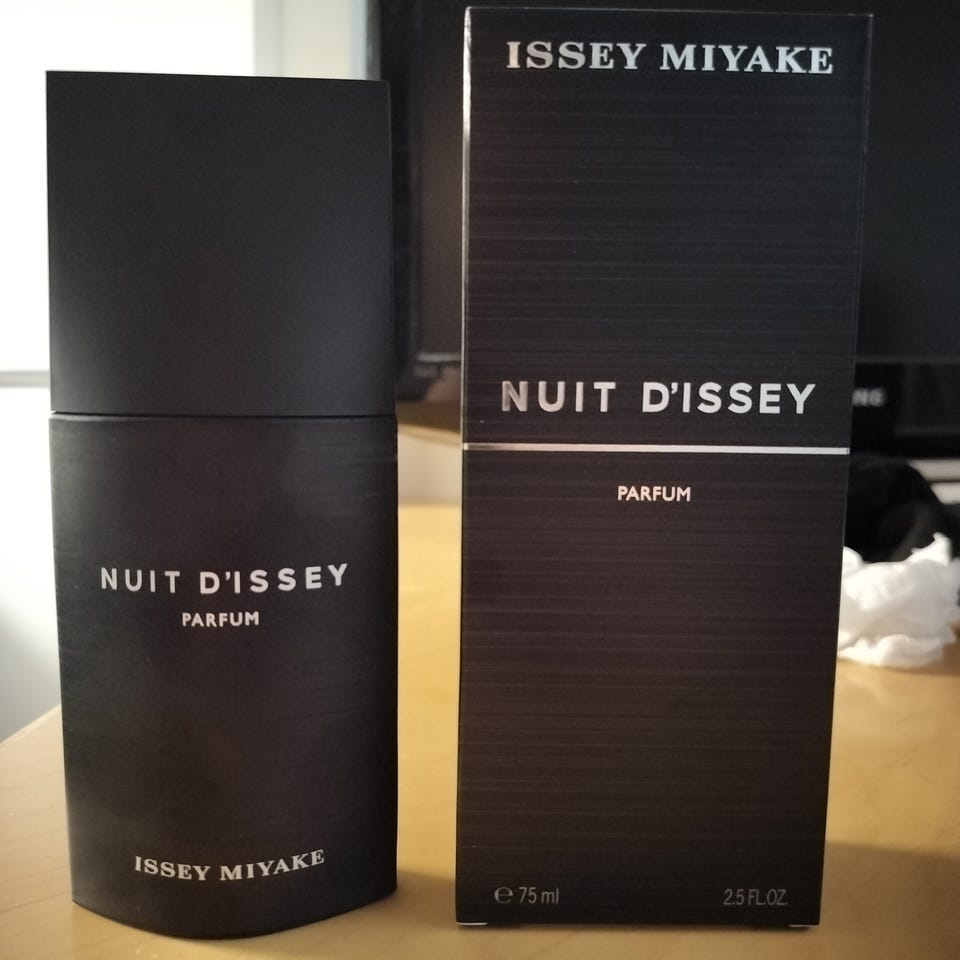 NUIT D'ISSEY
PARFUM
ISSEY MIYAKE
ISSEY MIYAKE
NUIT D'ISSEY
PARFUM
e 75 ml
2.5 FL.OZ.